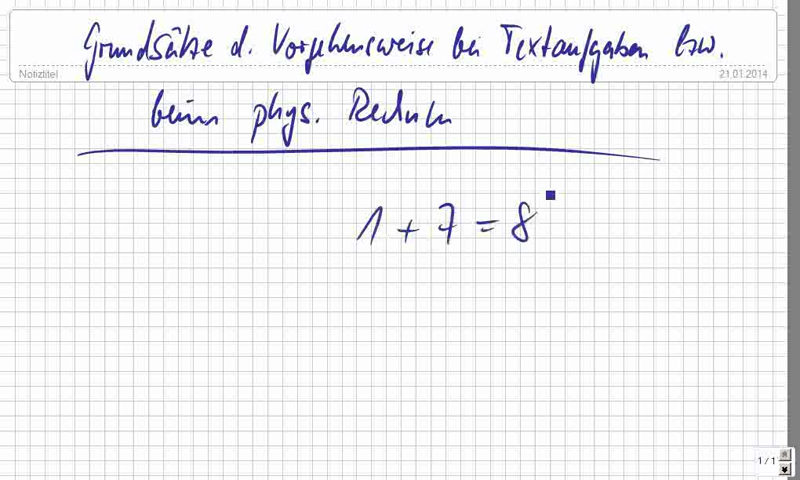 Grundsätze d. Vorgehensweise bei Textaufgaben bzw.
Notiztitel
21.01.2014
beim phys. Rechnen
1 + 7 = 8
1 / 1